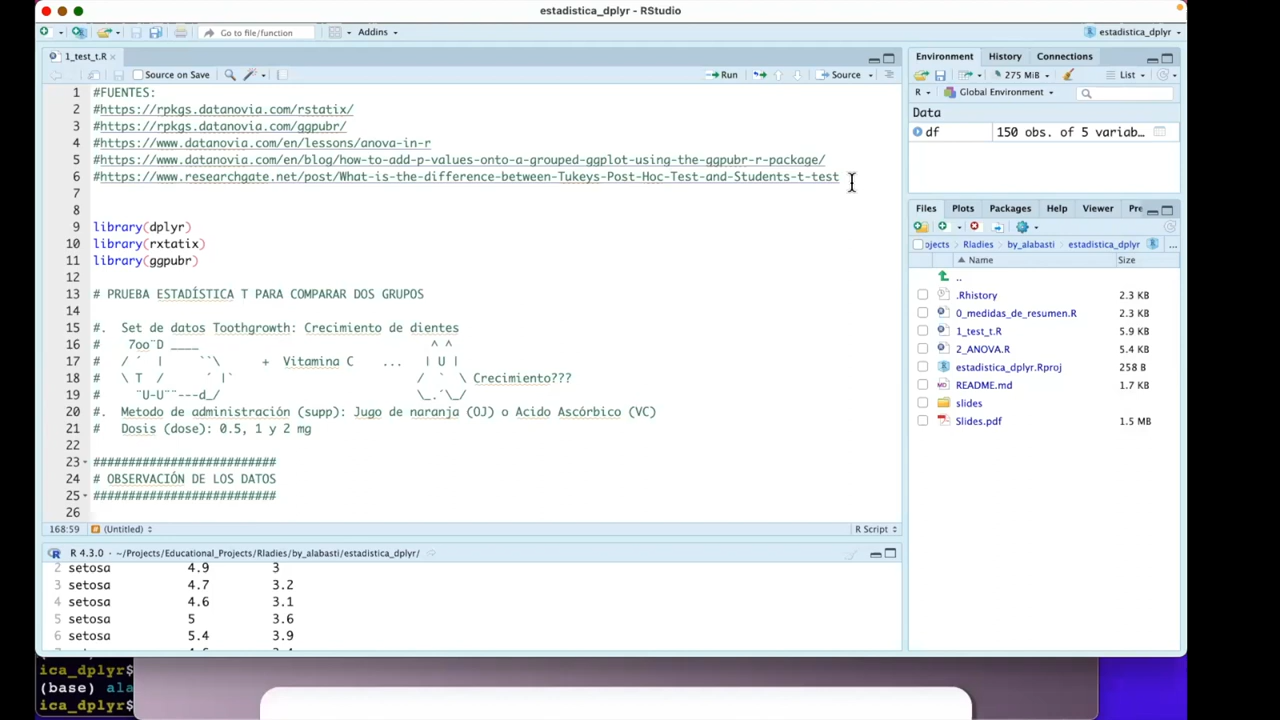 estadistica_dplyr - RStudio
Go to file/function
Addins
estadistica_dplyr
1_test_t.R
Source on Save
Run
Source
1 #FUENTES:
2 #https://rpkgs.datanovia.com/rstatix/
3 #https://rpkgs.datanovia.com/ggpubr/
4 #https://www.datanovia.com/en/lessons/anova-in-r
5 #https://www.datanovia.com/en/blog/how-to-add-p-values-onto-a-grouped-ggplot-using-the-ggpubr-r-package/
6 #https://www.researchgate.net/post/What-is-the-difference-between-Tukeys-Post-Hoc-Test-and-Students-t-test
7
8
9 library(dplyr)
10 library(rxtatix)
11 library(ggpubr)
12
13 # PRUEBA ESTADÍSTICA T PARA COMPARAR DOS GRUPOS
14
15 #. Set de datos Toothgrowth: Crecimiento de dientes
16 # 7oo¨D ____ ^ ^
17 # / ´ | ``\ + Vitamina C ... | U |
18 # \ T / ´ |` / ` \ Crecimiento???
19 # ¨U-U¨¨---d_/ \_.´\_/
20 #. Metodo de administración (supp): Jugo de naranja (OJ) o Acido Ascórbico (VC)
21 # Dosis (dose): 0.5, 1 y 2 mg
22
23 ##########################
24 # OBSERVACIÓN DE LOS DATOS
25 ##########################
26
168:59 (Untitled) R Script
R 4.3.0 · ~/Projects/Educational_Projects/Rladies/by_alabasti/estadistica_dplyr/
2 setosa 4.9 3
3 setosa 4.7 3.2
4 setosa 4.6 3.1
5 setosa 5 3.6
6 setosa 5.4 3.9
Environment History Connections
275 MiB List
R Global Environment
Data
df 150 obs. of 5 variab…
Files Plots Packages Help Viewer Pre
ojects Rladies by_alabasti estadistica_dplyr ...
Name Size
..
.Rhistory 2.3 KB
0_medidas_de_resumen.R 2.3 KB
1_test_t.R 5.9 KB
2_ANOVA.R 5.4 KB
estadistica_dplyr.Rproj 258 B
README.md 1.7 KB
slides
Slides.pdf 1.5 MB
ica_dplyr$
(base) ala
ica_dplyr$